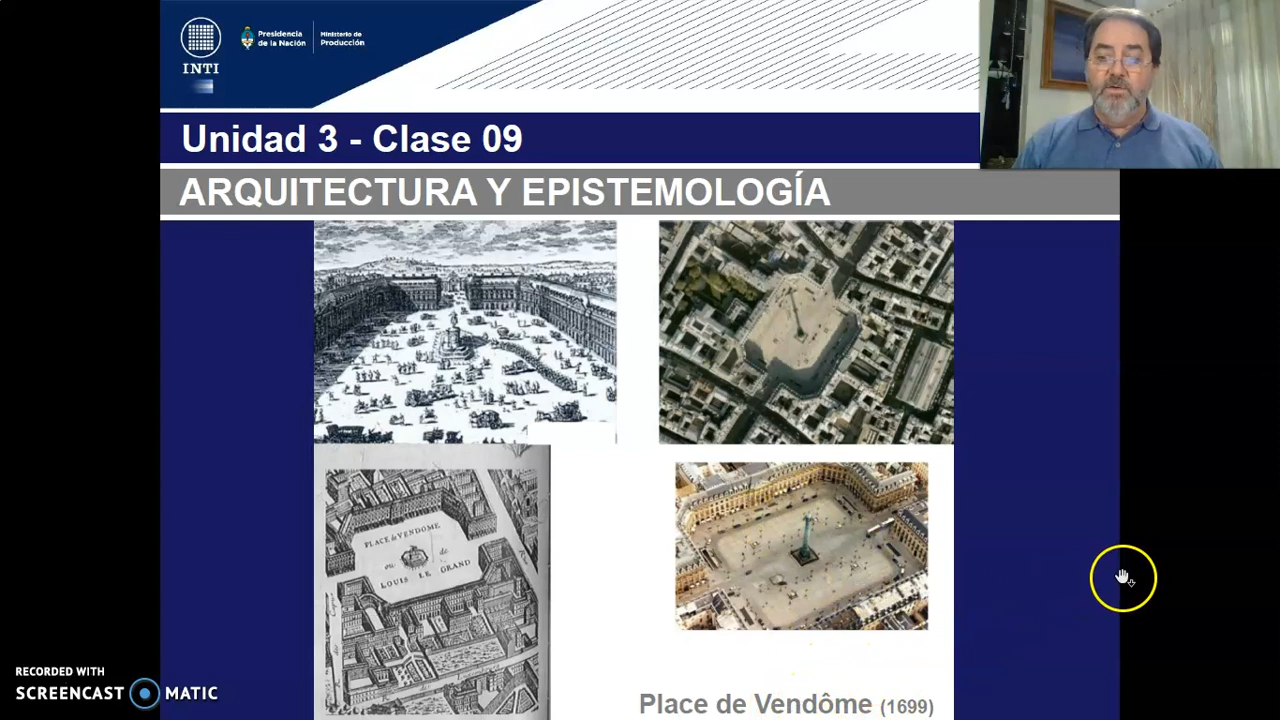 INTI
Presidencia
de la Nación
Ministerio de
Producción
Unidad 3 - Clase 09
ARQUITECTURA Y EPISTEMOLOGÍA
PLACE de VENDOME
ou de
LOUIS LE GRAND
Place de Vendôme (1699)
RECORDED WITH
SCREENCAST MATIC